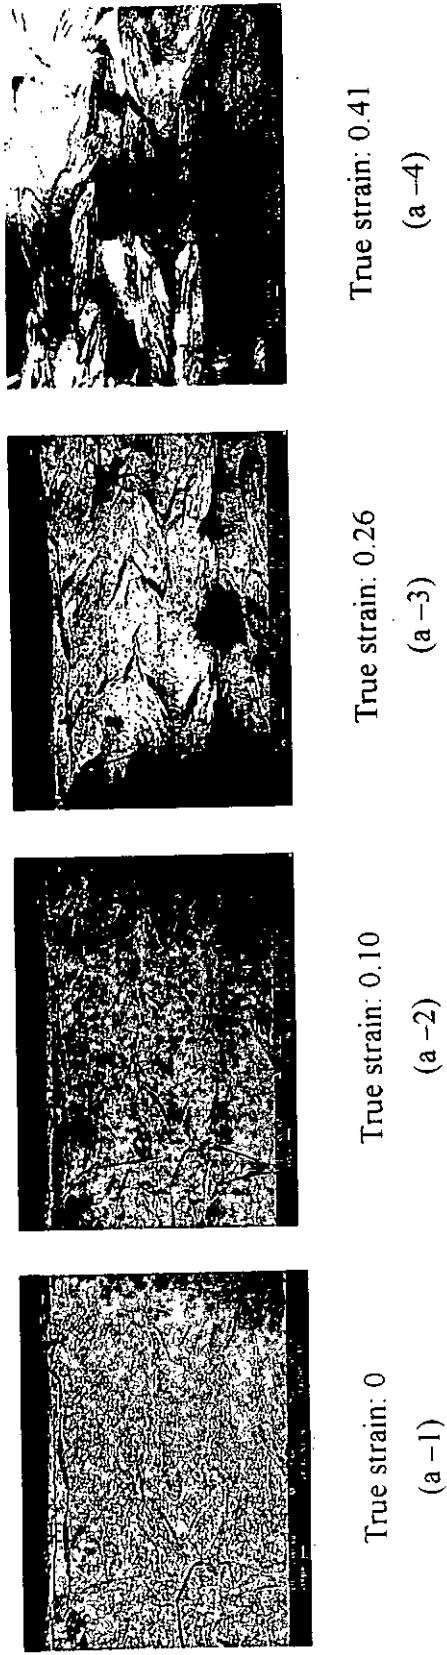 True strain: 0
(a –1)
True strain: 0.10
(a –2)
True strain: 0.26
(a –3)
True strain: 0.41
(a –4)